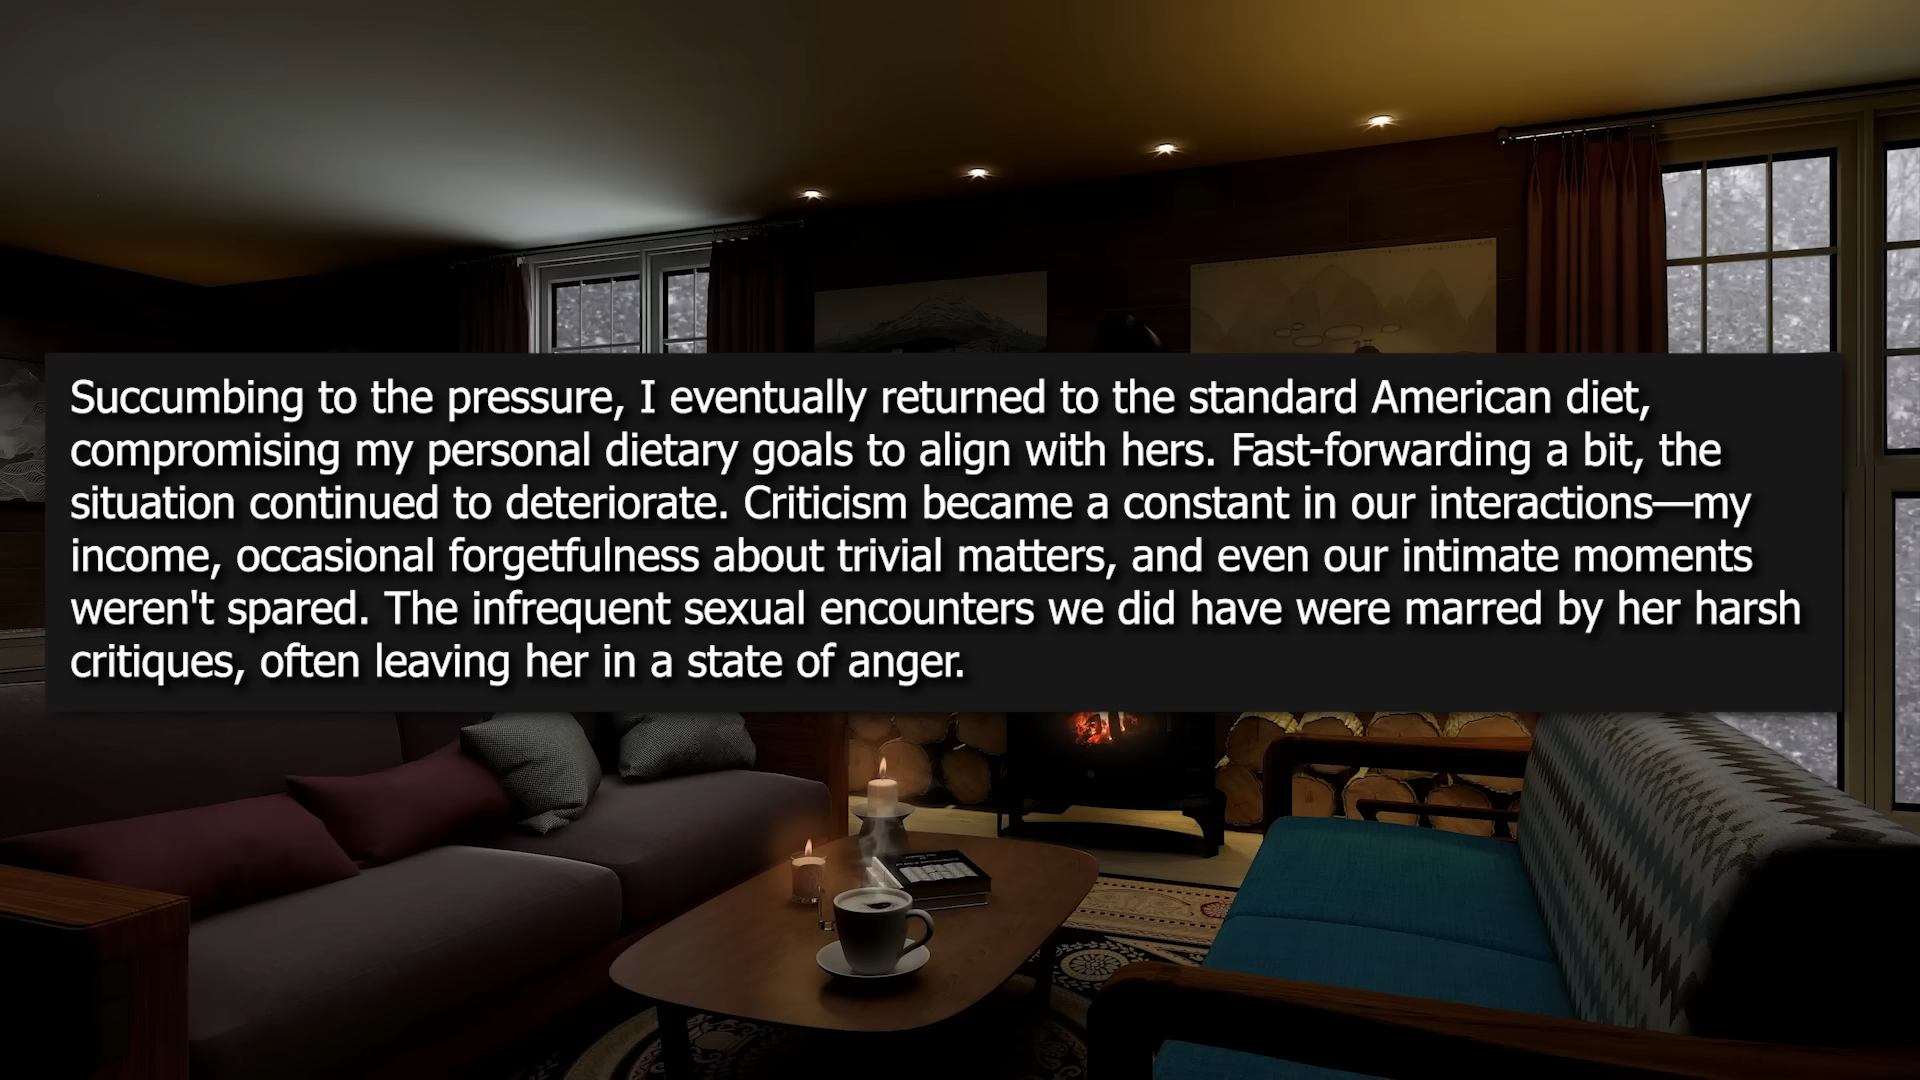 Succumbing to the pressure, I eventually returned to the standard American diet,
compromising my personal dietary goals to align with hers. Fast-forwarding a bit, the
situation continued to deteriorate. Criticism became a constant in our interactions—my
income, occasional forgetfulness about trivial matters, and even our intimate moments
weren't spared. The infrequent sexual encounters we did have were marred by her harsh
critiques, often leaving her in a state of anger.